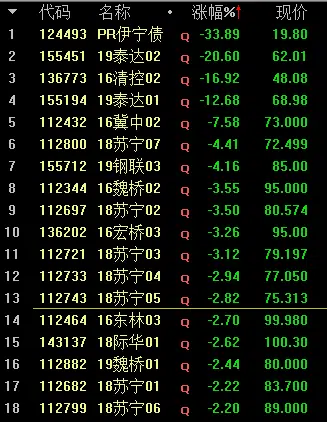 代码 名称 涨幅%↑ 现价
1 124493 PR伊宁债 Q -33.89 19.80
2 155451 19泰达02 Q -20.60 62.01
3 136773 16清控02 Q -16.92 48.08
4 155194 19泰达01 Q -12.68 68.98
5 112432 16冀中02 Q -7.58 73.000
6 112800 18苏宁07 Q -4.41 72.499
7 155712 19钢联03 Q -4.16 85.00
8 112344 16魏桥02 Q -3.55 95.000
9 112697 18苏宁02 Q -3.50 80.574
10 136202 16宏桥03 Q -3.26 95.00
11 112721 18苏宁03 Q -3.12 79.197
12 112733 18苏宁04 Q -2.94 77.050
13 112743 18苏宁05 Q -2.82 75.313
14 112464 16东林03 Q -2.70 99.980
15 143137 18际华01 Q -2.62 100.30
16 112882 19魏桥01 Q -2.44 80.000
17 112682 18苏宁01 Q -2.22 83.700
18 112799 18苏宁06 Q -2.20 89.000